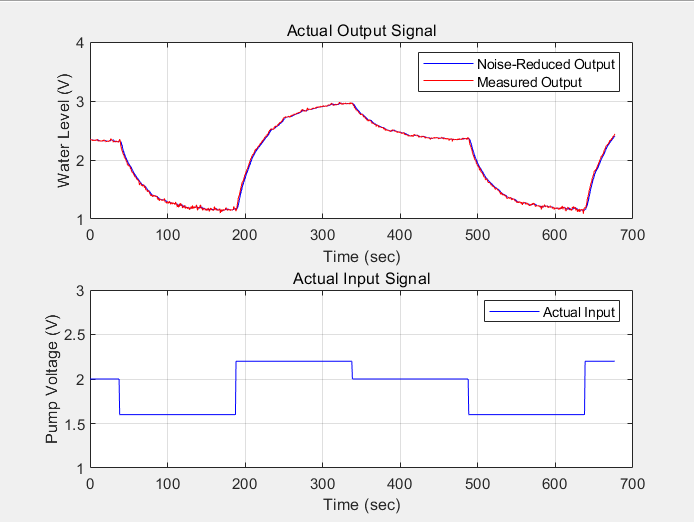 Actual Output Signal
4
3
2
1
Water Level (V)
Noise-Reduced Output
Measured Output
0 100 200 300 400 500 600 700
Time (sec)
Actual Input Signal
3
2.5
2
1.5
1
Pump Voltage (V)
Actual Input
0 100 200 300 400 500 600 700
Time (sec)